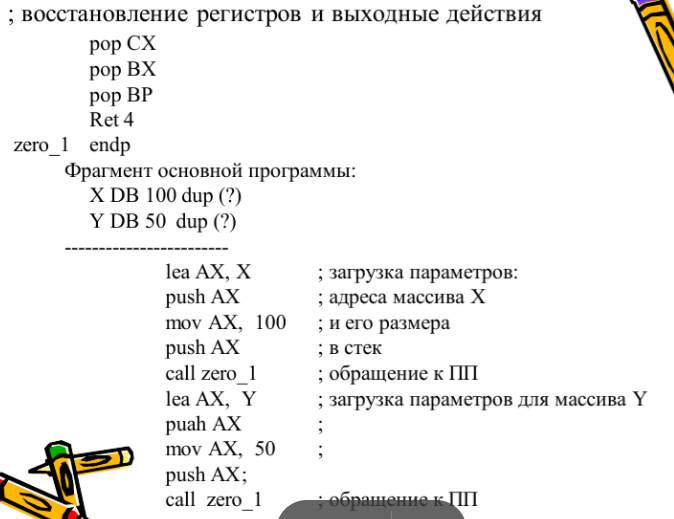 ; восстановление регистров и выходные действия
pop CX
pop BX
pop BP
Ret 4
zero_1 endp
Фрагмент основной программы:
X DB 100 dup (?)
Y DB 50 dup (?)
------------------------
lea AX, X ; загрузка параметров:
push AX ; адреса массива X
mov AX, 100 ; и его размера
push AX ; в стек
call zero_1 ; обращение к ПП
lea AX, Y ; загрузка параметров для массива Y
puah AX ;
mov AX, 50 ;
push AX;
call zero_1 ; обращение к ПП